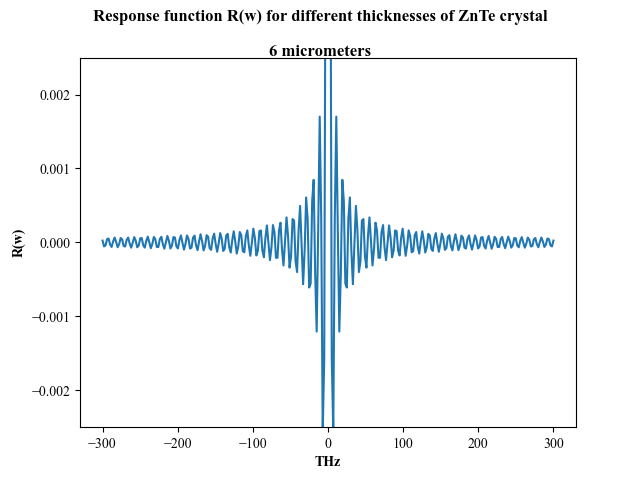 Response function R(w) for different thicknesses of ZnTe crystal
6 micrometers
0.002
0.001
0.000
−0.001
−0.002
R(w)
−300 −200 −100 0 100 200 300
THz